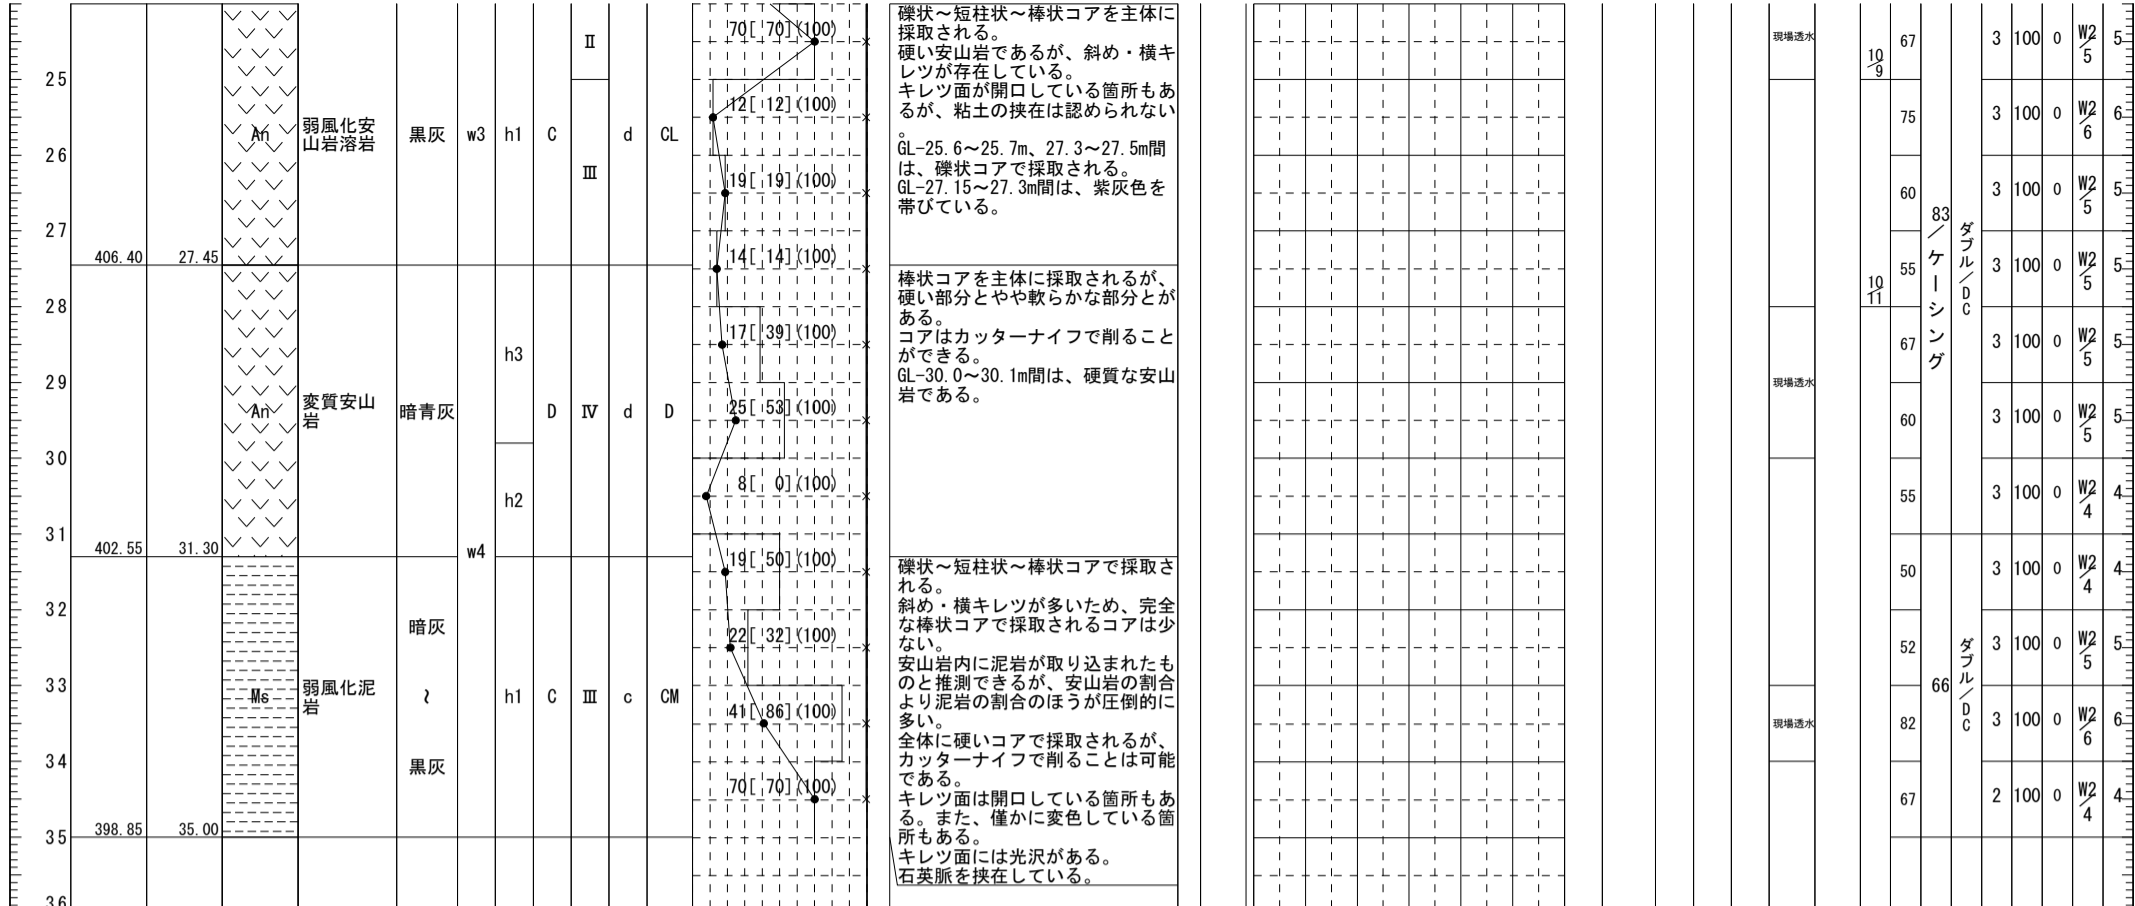 25
26
27
28
29
30
31
32
33
34
35
36
406.40 27.45
402.55 31.30
398.85 35.00
An
An
Ms
弱風化安
山岩溶岩
変質安山
岩
弱風化泥
岩
黒灰
暗青灰
暗灰
~
黒灰
w3
w4
h1
h3
h2
h1
C
D
C
II
III
IV
III
d
d
c
CL
D
CM
70[ 70](100)
12[ 12](100)
19[ 19](100)
14[ 14](100)
17[ 39](100)
25[ 53](100)
8[ 0](100)
19[ 50](100)
22[ 32](100)
41[ 86](100)
70[ 70](100)
礫状~短柱状~棒状コアを主体に
採取される。
硬い安山岩であるが、斜め・横キ
レツが存在している。
キレツ面が開口している箇所もあ
るが、粘土の挟在は認められない
。
GL-25.6~25.7m、27.3~27.5m間
は、礫状コアで採取される。
GL-27.15~27.3m間は、紫灰色を
帯びている。
棒状コアを主体に採取されるが、
硬い部分とやや軟らかな部分とが
ある。
コアはカッターナイフで削ること
ができる。
GL-30.0~30.1m間は、硬質な安山
岩である。
礫状~短柱状~棒状コアで採取さ
れる。
斜め・横キレツが多いため、完全
な棒状コアで採取されるコアは少
ない。
安山岩内に泥岩が取り込まれたも
のと推測できるが、安山岩の割合
より泥岩の割合のほうが圧倒的に
多い。
全体に硬いコアで採取されるが、
カッターナイフで削ることは可能
である。
キレツ面は開口している箇所もあ
る。また、僅かに変色している箇
所もある。
キレツ面には光沢がある。
石英脈を挟在している。
現場透水
現場透水
現場透水
10/9
10/11
67
75
60
55
67
60
55
50
52
82
67
83/ケーシング
66
ダブル/DC
ダブル/DC
3 100 0 W2/5 5
3 100 0 W2/6 6
3 100 0 W2/5 5
3 100 0 W2/5 5
3 100 0 W2/5 5
3 100 0 W2/5 5
3 100 0 W2/4 4
3 100 0 W2/4 4
3 100 0 W2/5 5
3 100 0 W2/6 6
2 100 0 W2/4 4